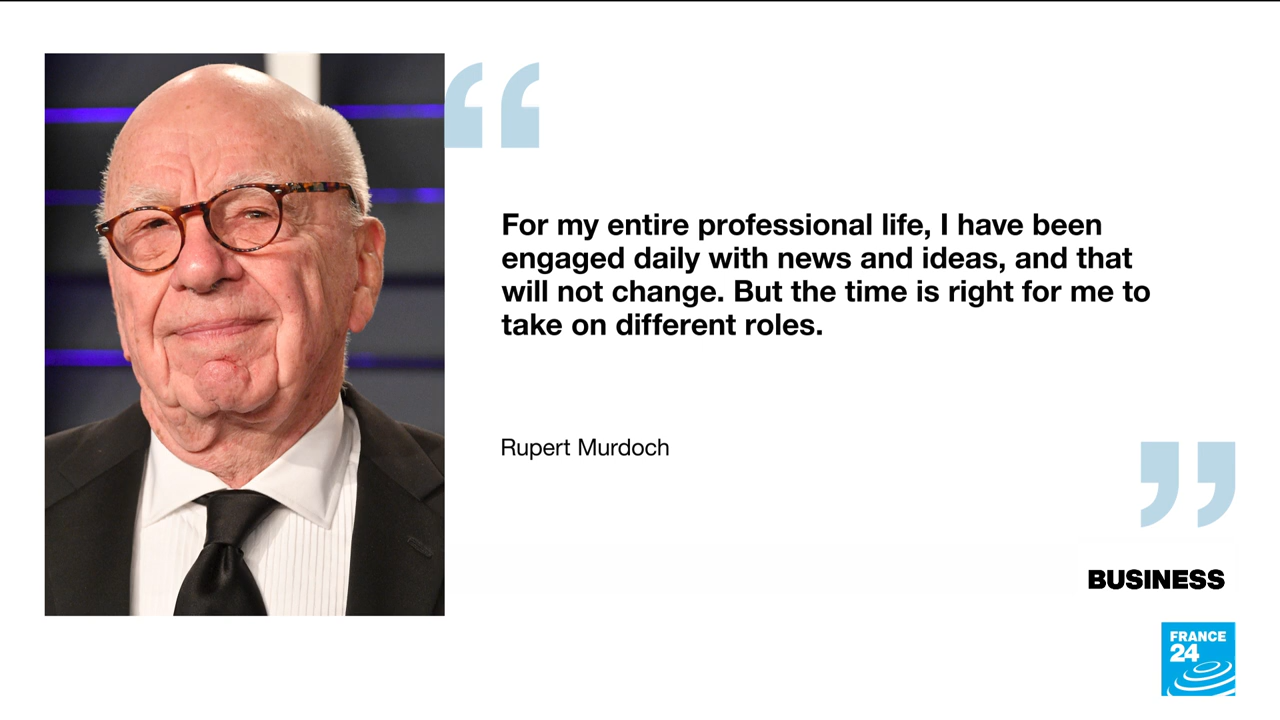 For my entire professional life, I have been
engaged daily with news and ideas, and that
will not change. But the time is right for me to
take on different roles.
Rupert Murdoch
BUSINESS
FRANCE
24